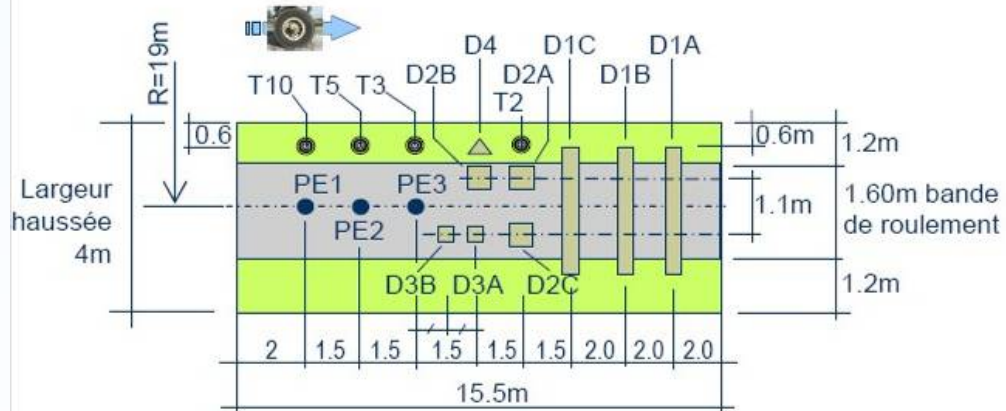 D4 D1C D1A
D2B D2A D1B
T10 T5 T3 T2
R=19m
0.6 0.6m 1.2m
Largeur
haussée
4m
PE1 PE3
PE2
1.1m
1.60m bande
de roulement
D3B D3A D2C
1.2m
2 1.5 1.5 1.5 1.5 1.5 2.0 2.0 2.0
15.5m